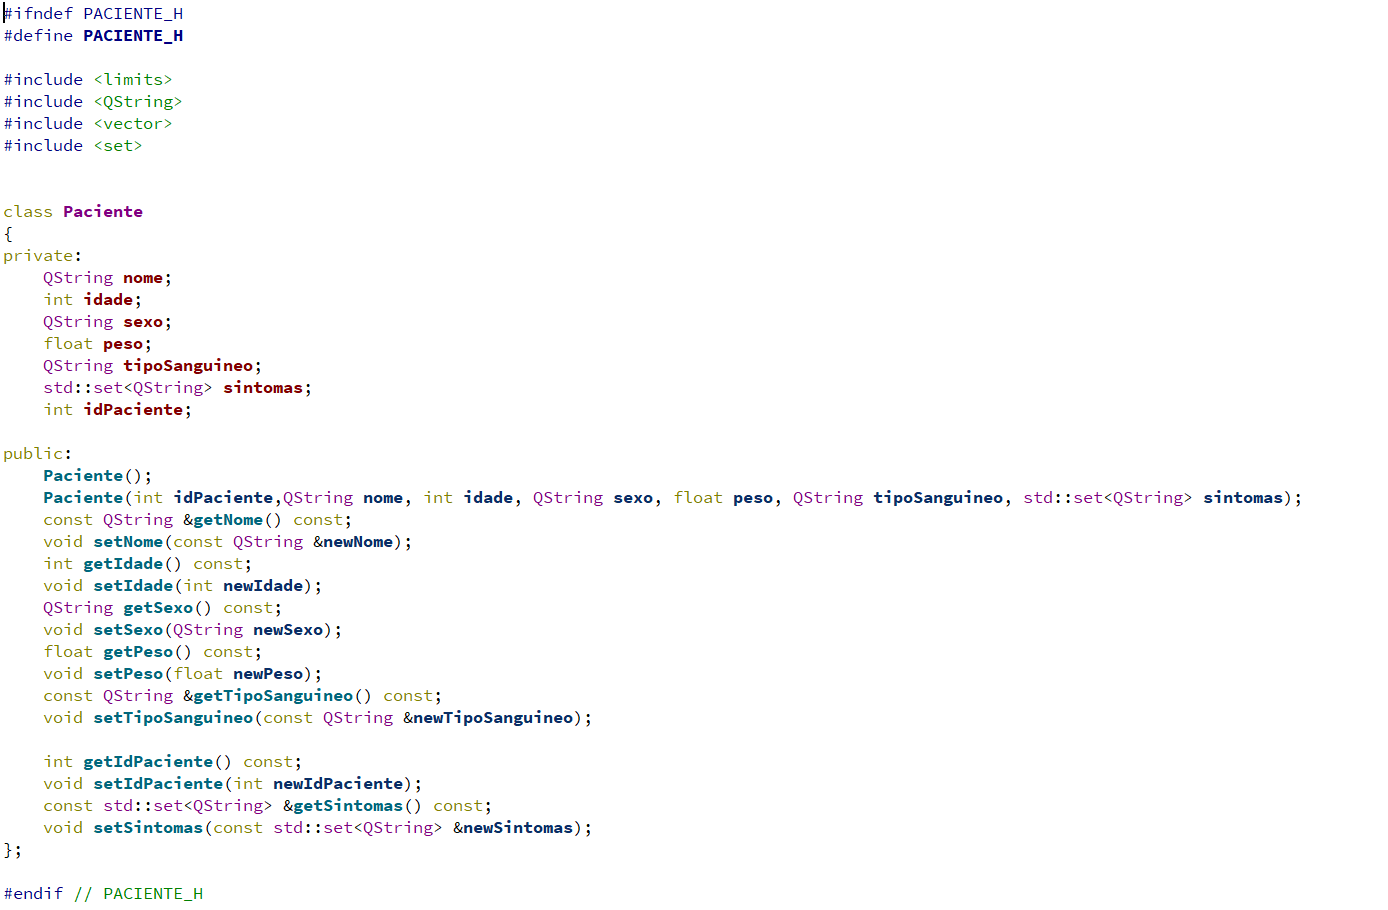 #ifndef PACIENTE_H
#define PACIENTE_H

#include <limits>
#include <QString>
#include <vector>
#include <set>


class Paciente
{
private:
    QString nome;
    int idade;
    QString sexo;
    float peso;
    QString tipoSanguineo;
    std::set<QString> sintomas;
    int idPaciente;

public:
    Paciente();
    Paciente(int idPaciente,QString nome, int idade, QString sexo, float peso, QString tipoSanguineo, std::set<QString> sintomas);
    const QString &getNome() const;
    void setNome(const QString &newNome);
    int getIdade() const;
    void setIdade(int newIdade);
    QString getSexo() const;
    void setSexo(QString newSexo);
    float getPeso() const;
    void setPeso(float newPeso);
    const QString &getTipoSanguineo() const;
    void setTipoSanguineo(const QString &newTipoSanguineo);

    int getIdPaciente() const;
    void setIdPaciente(int newIdPaciente);
    const std::set<QString> &getSintomas() const;
    void setSintomas(const std::set<QString> &newSintomas);
};

#endif // PACIENTE_H